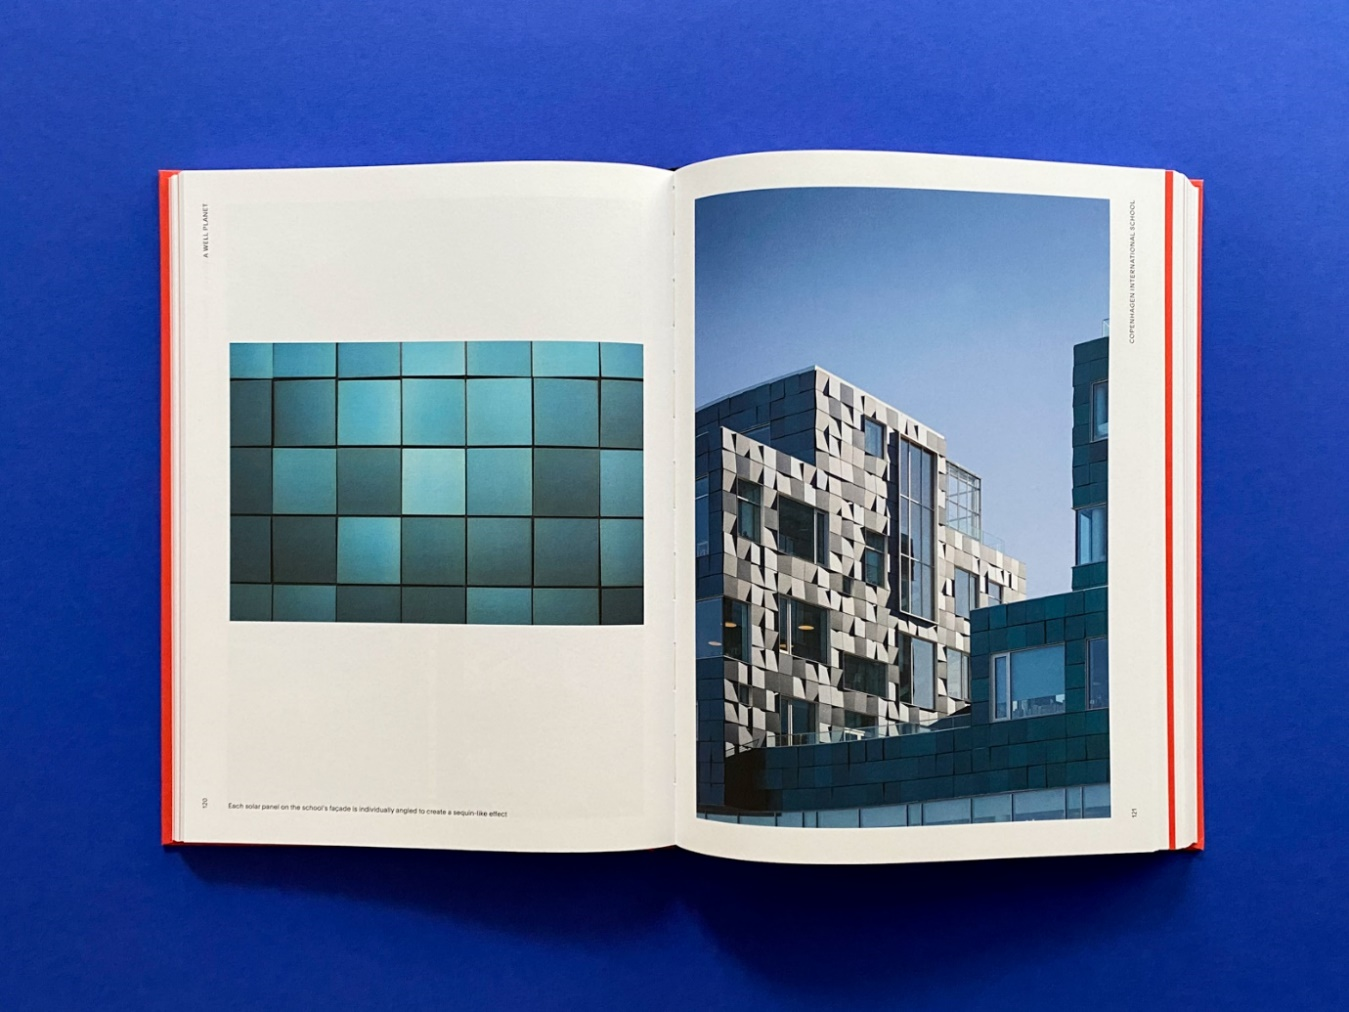 A WELL PLANET
120
Each solar panel on the school's façade is individually angled to create a sequin-like effect
COPENHAGEN INTERNATIONAL SCHOOL
121